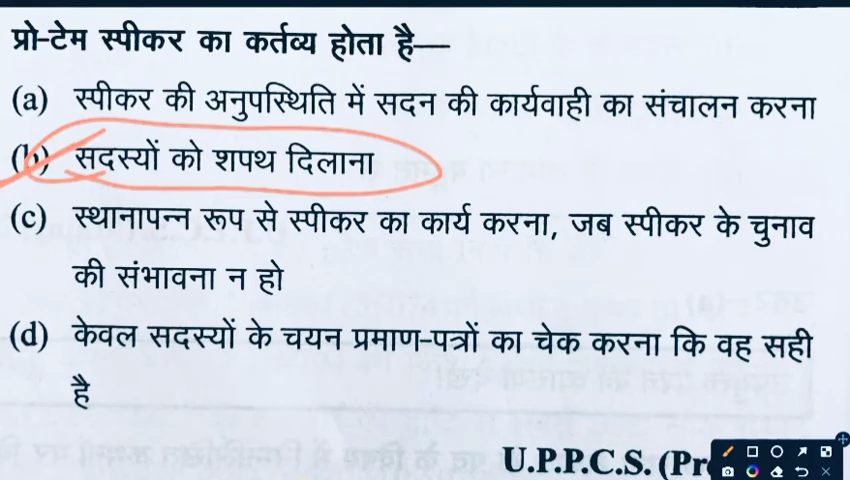 प्रो-टेम स्पीकर का कर्तव्य होता है—
(a) स्पीकर की अनुपस्थिति में सदन की कार्यवाही का संचालन करना
(b) सदस्यों को शपथ दिलाना
(c) स्थानापन्न रूप से स्पीकर का कार्य करना, जब स्पीकर के चुनाव
की संभावना न हो
(d) केवल सदस्यों के चयन प्रमाण-पत्रों का चेक करना कि वह सही
है
U.P.P.C.S. (Pr